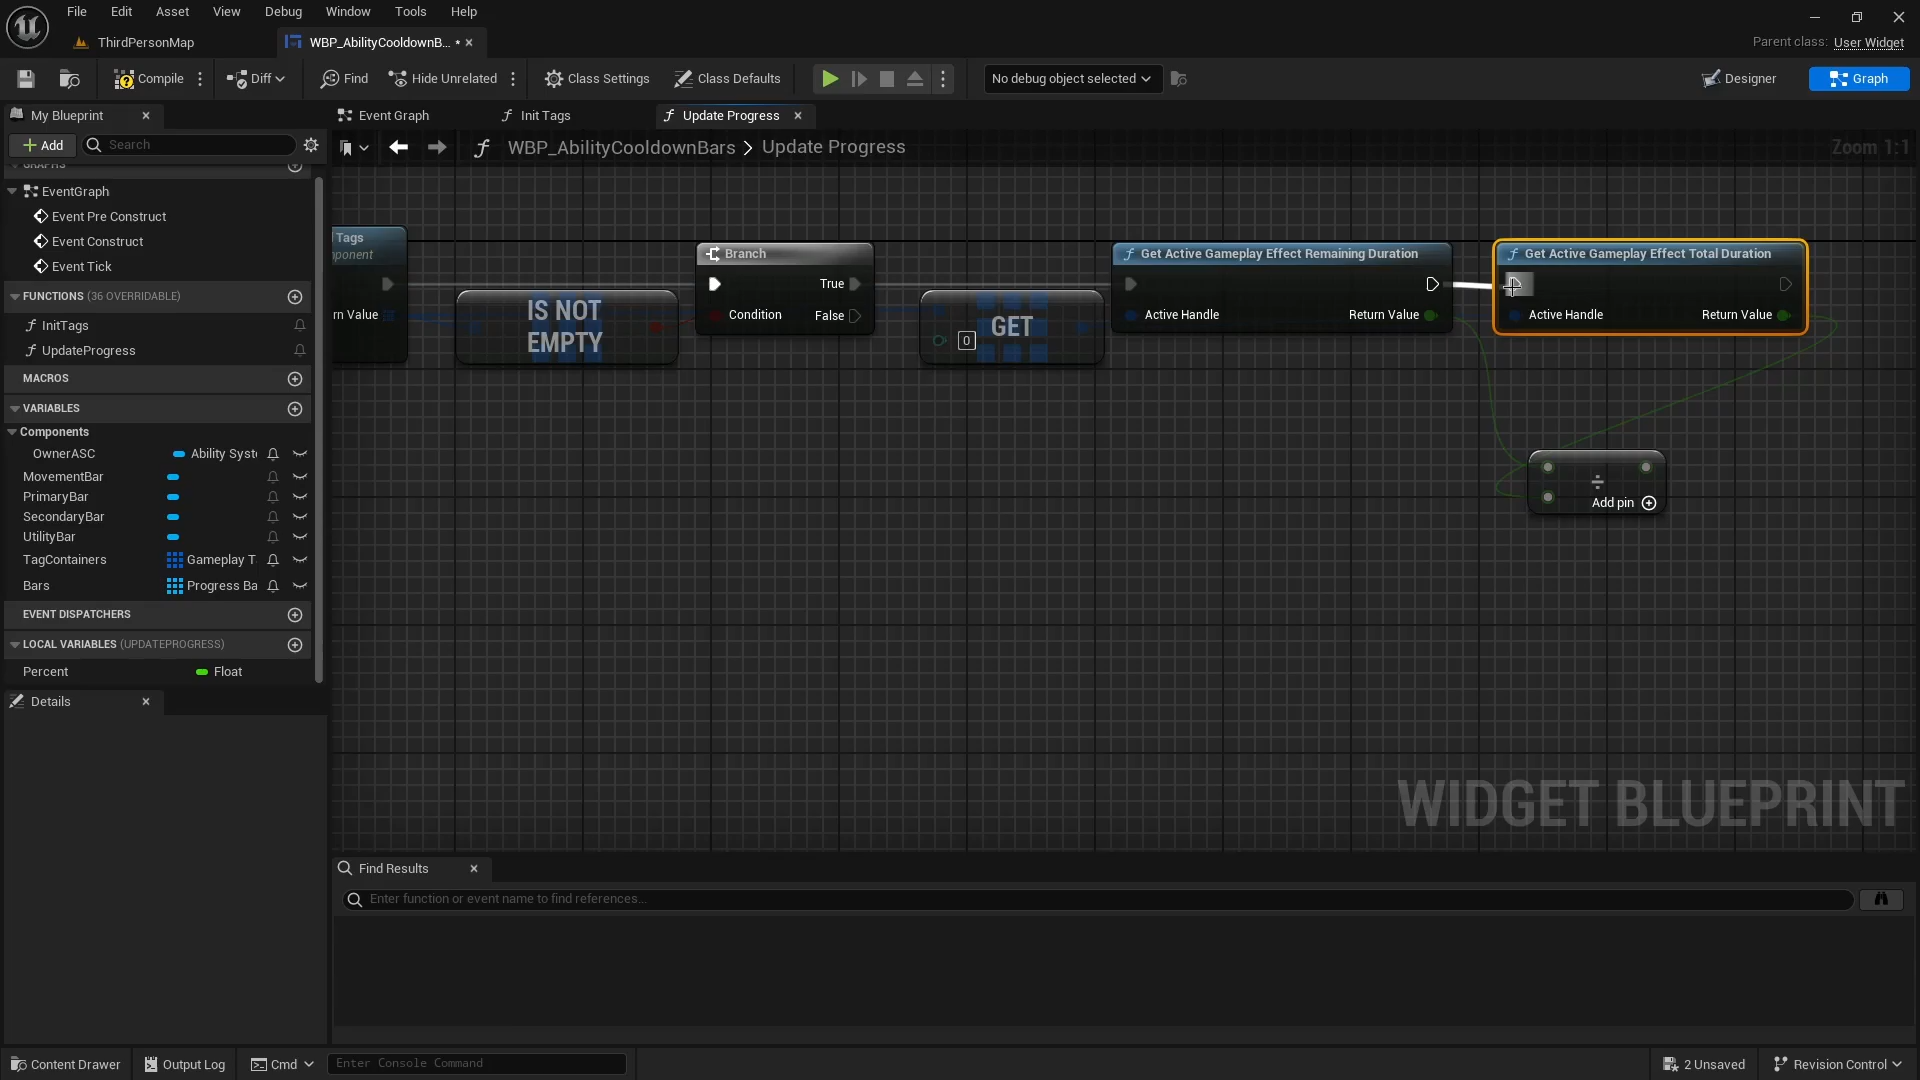 File Edit Asset View Debug Window Tools Help
ThirdPersonMap
WBP_AbilityCooldownB... *
Parent class: User Widget
Compile
Diff
Find
Hide Unrelated
Class Settings
Class Defaults
No debug object selected
Designer
Graph
My Blueprint
Event Graph
Init Tags
Update Progress
Add
Search
WBP_AbilityCooldownBars > Update Progress
Zoom 1:1
GRAPHS
EventGraph
Event Pre Construct
Event Construct
Event Tick
FUNCTIONS (36 OVERRIDABLE)
InitTags
UpdateProgress
MACROS
VARIABLES
Components
OwnerASC Ability Syst
MovementBar
PrimaryBar
SecondaryBar
UtilityBar
TagContainers Gameplay T
Bars Progress Ba
EVENT DISPATCHERS
LOCAL VARIABLES (UPDATEPROGRESS)
Percent Float
Details
Tags
ponent
rn Value
IS NOT
EMPTY
Branch
True
Condition False
GET
0
Get Active Gameplay Effect Remaining Duration
Active Handle Return Value
Get Active Gameplay Effect Total Duration
Active Handle Return Value
÷
Add pin
WIDGET BLUEPRINT
Find Results
Enter function or event name to find references...
Content Drawer
Output Log
Cmd
Enter Console Command
2 Unsaved
Revision Control